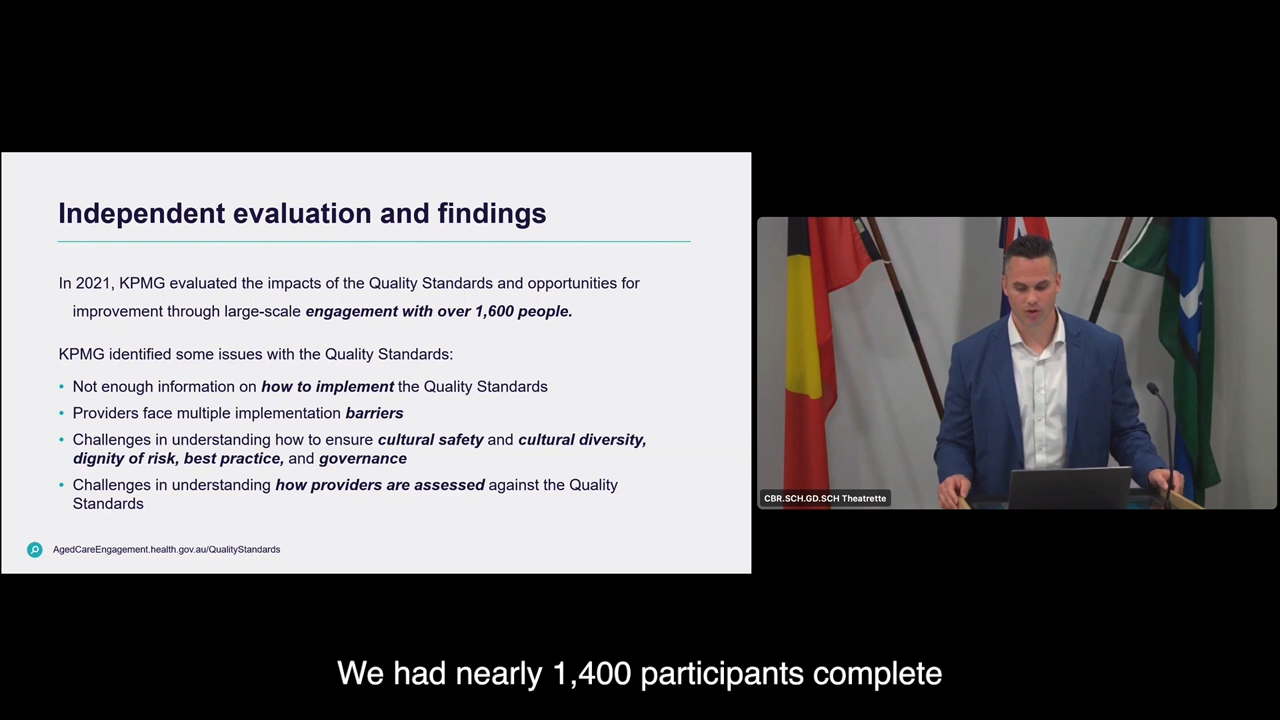 Independent evaluation and findings
In 2021, KPMG evaluated the impacts of the Quality Standards and opportunities for
improvement through large-scale engagement with over 1,600 people.
KPMG identified some issues with the Quality Standards:
• Not enough information on how to implement the Quality Standards
• Providers face multiple implementation barriers
• Challenges in understanding how to ensure cultural safety and cultural diversity,
dignity of risk, best practice, and governance
• Challenges in understanding how providers are assessed against the Quality
Standards
AgedCareEngagement.health.gov.au/QualityStandards
CBR.SCH.GD.SCH Theatrette
We had nearly 1,400 participants complete